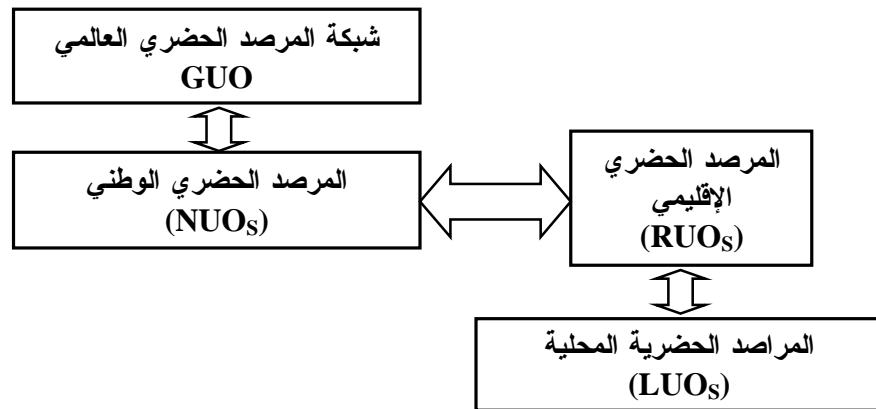 شبكة المرصد الحضري العالمي
GUO
المرصد الحضري الوطني
(NUOS)
المرصد الحضري
الإقليمي
(RUOS)
المراصد الحضرية المحلية
(LUOS)